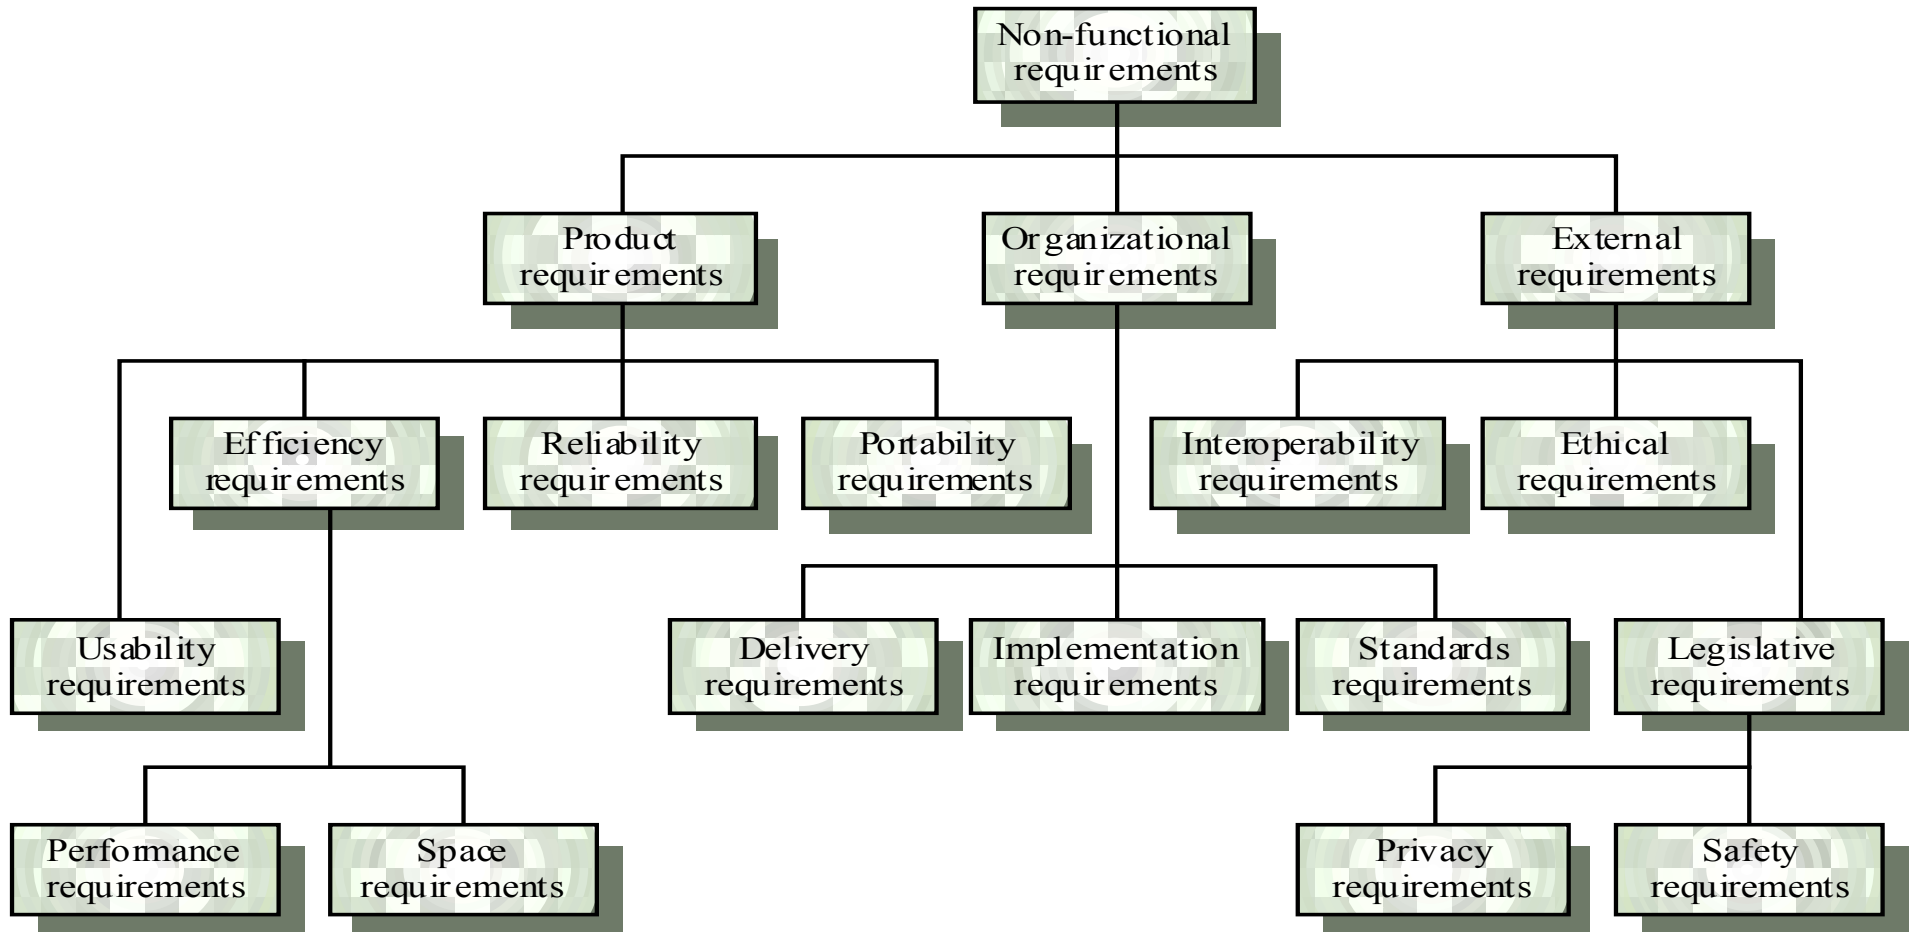 Non-functional
requirements
Product
requirements
Organizational
requirements
External
requirements
Efficiency
requirements
Reliability
requirements
Portability
requirements
Interoperability
requirements
Ethical
requirements
Usability
requirements
Delivery
requirements
Implementation
requirements
Standards
requirements
Legislative
requirements
Performance
requirements
Space
requirements
Privacy
requirements
Safety
requirements